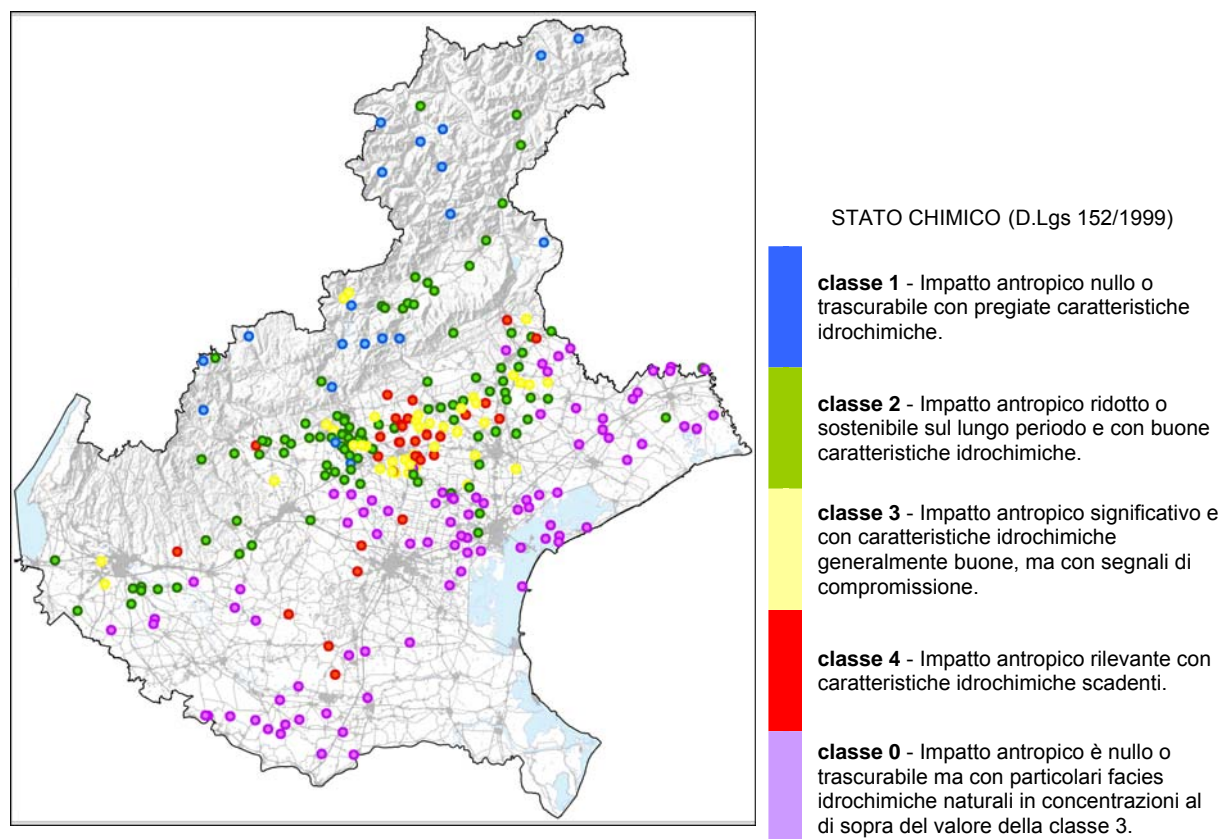 STATO CHIMICO (D.Lgs 152/1999)
classe 1 - Impatto antropico nullo o
trascurabile con pregiate caratteristiche
idrochimiche.
classe 2 - Impatto antropico ridotto o
sostenibile sul lungo periodo e con buone
caratteristiche idrochimiche.
classe 3 - Impatto antropico significativo e
con caratteristiche idrochimiche
generalmente buone, ma con segnali di
compromissione.
classe 4 - Impatto antropico rilevante con
caratteristiche idrochimiche scadenti.
classe 0 - Impatto antropico è nullo o
trascurabile ma con particolari facies
idrochimiche naturali in concentrazioni al
di sopra del valore della classe 3.